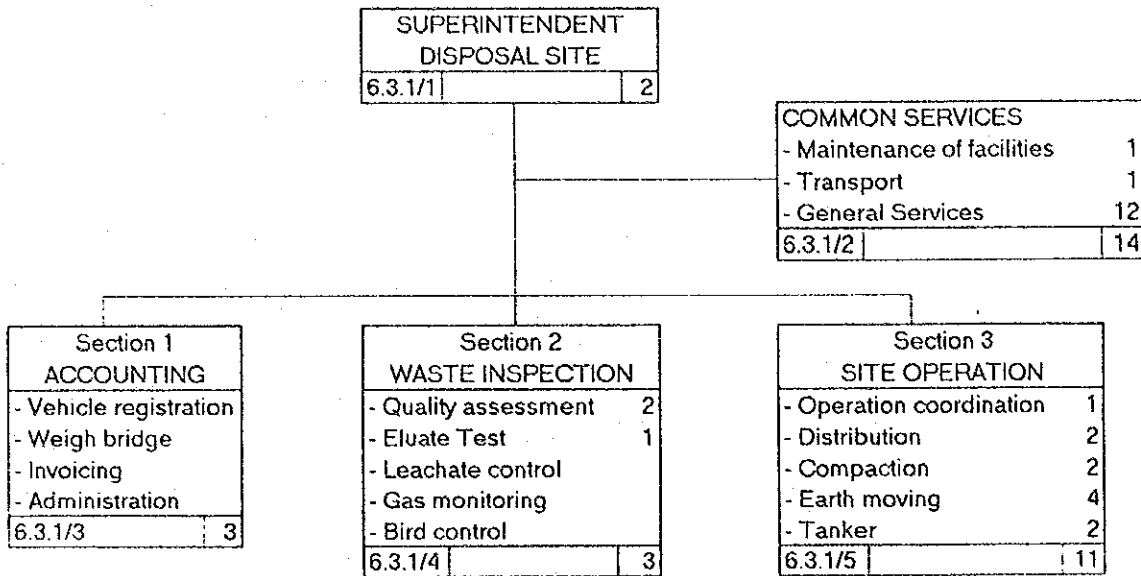 SUPERINTENDENT
DISPOSAL SITE
6.3.1/1 2
COMMON SERVICES
- Maintenance of facilities 1
- Transport 1
- General Services 12
6.3.1/2 14
Section 1
ACCOUNTING
- Vehicle registration
- Weigh bridge
- Invoicing
- Administration
6.3.1/3 3
Section 2
WASTE INSPECTION
- Quality assessment 2
- Eluate Test 1
- Leachate control
- Gas monitoring
- Bird control
6.3.1/4 3
Section 3
SITE OPERATION
- Operation coordination 1
- Distribution 2
- Compaction 2
- Earth moving 4
- Tanker 2
6.3.1/5 11